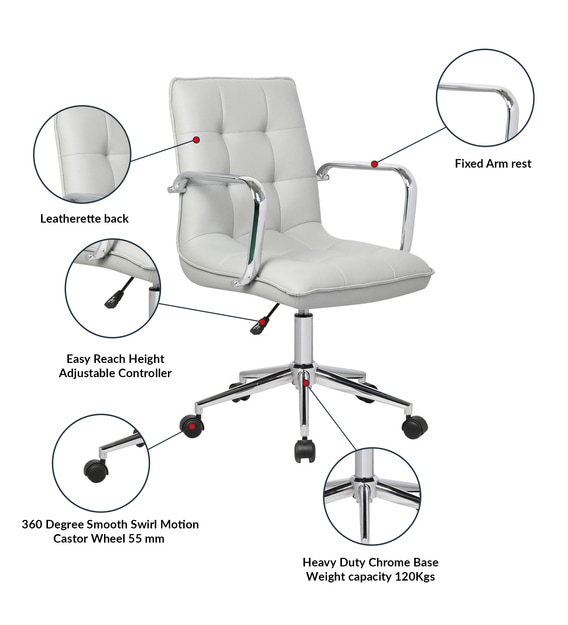 Fixed Arm rest
Leatherette back
Easy Reach Height
Adjustable Controller
360 Degree Smooth Swirl Motion
Castor Wheel 55 mm
Heavy Duty Chrome Base
Weight capacity 120Kgs